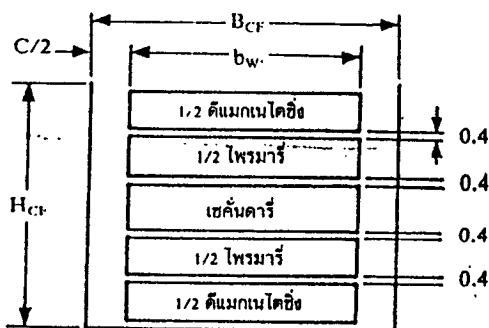 B_CF
C/2
b_W
1/2 ดีแมกเนไตซิ่ง
0.4
1/2 ไพรมารี่
0.4
H_CF
เซคั่นดารี่
0.4
1/2 ไพรมารี่
0.4
1/2 ดีแมกเนไตซิ่ง